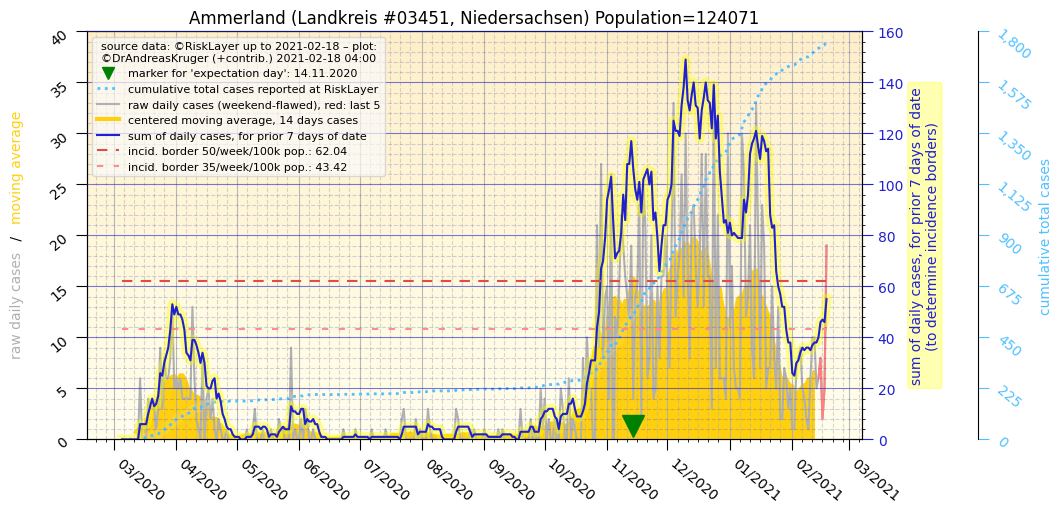 Ammerland (Landkreis #03451, Niedersachsen) Population=124071
source data: ©RiskLayer up to 2021-02-18 – plot:
©DrAndreasKruger (+contrib.) 2021-02-18 04:00
marker for 'expectation day': 14.11.2020
cumulative total cases reported at RiskLayer
raw daily cases (weekend-flawed), red: last 5
centered moving average, 14 days cases
sum of daily cases, for prior 7 days of date
incid. border 50/week/100k pop.: 62.04
incid. border 35/week/100k pop.: 43.42
raw daily cases / moving average
40
35
30
25
20
15
10
5
0
03/2020
04/2020
05/2020
06/2020
07/2020
08/2020
09/2020
10/2020
11/2020
12/2020
01/2021
02/2021
03/2021
160
140
120
100
80
60
40
20
0
sum of daily cases, for prior 7 days of date
(to determine incidence borders)
1,800
1,575
1,350
1,125
900
675
450
225
0
cumulative total cases